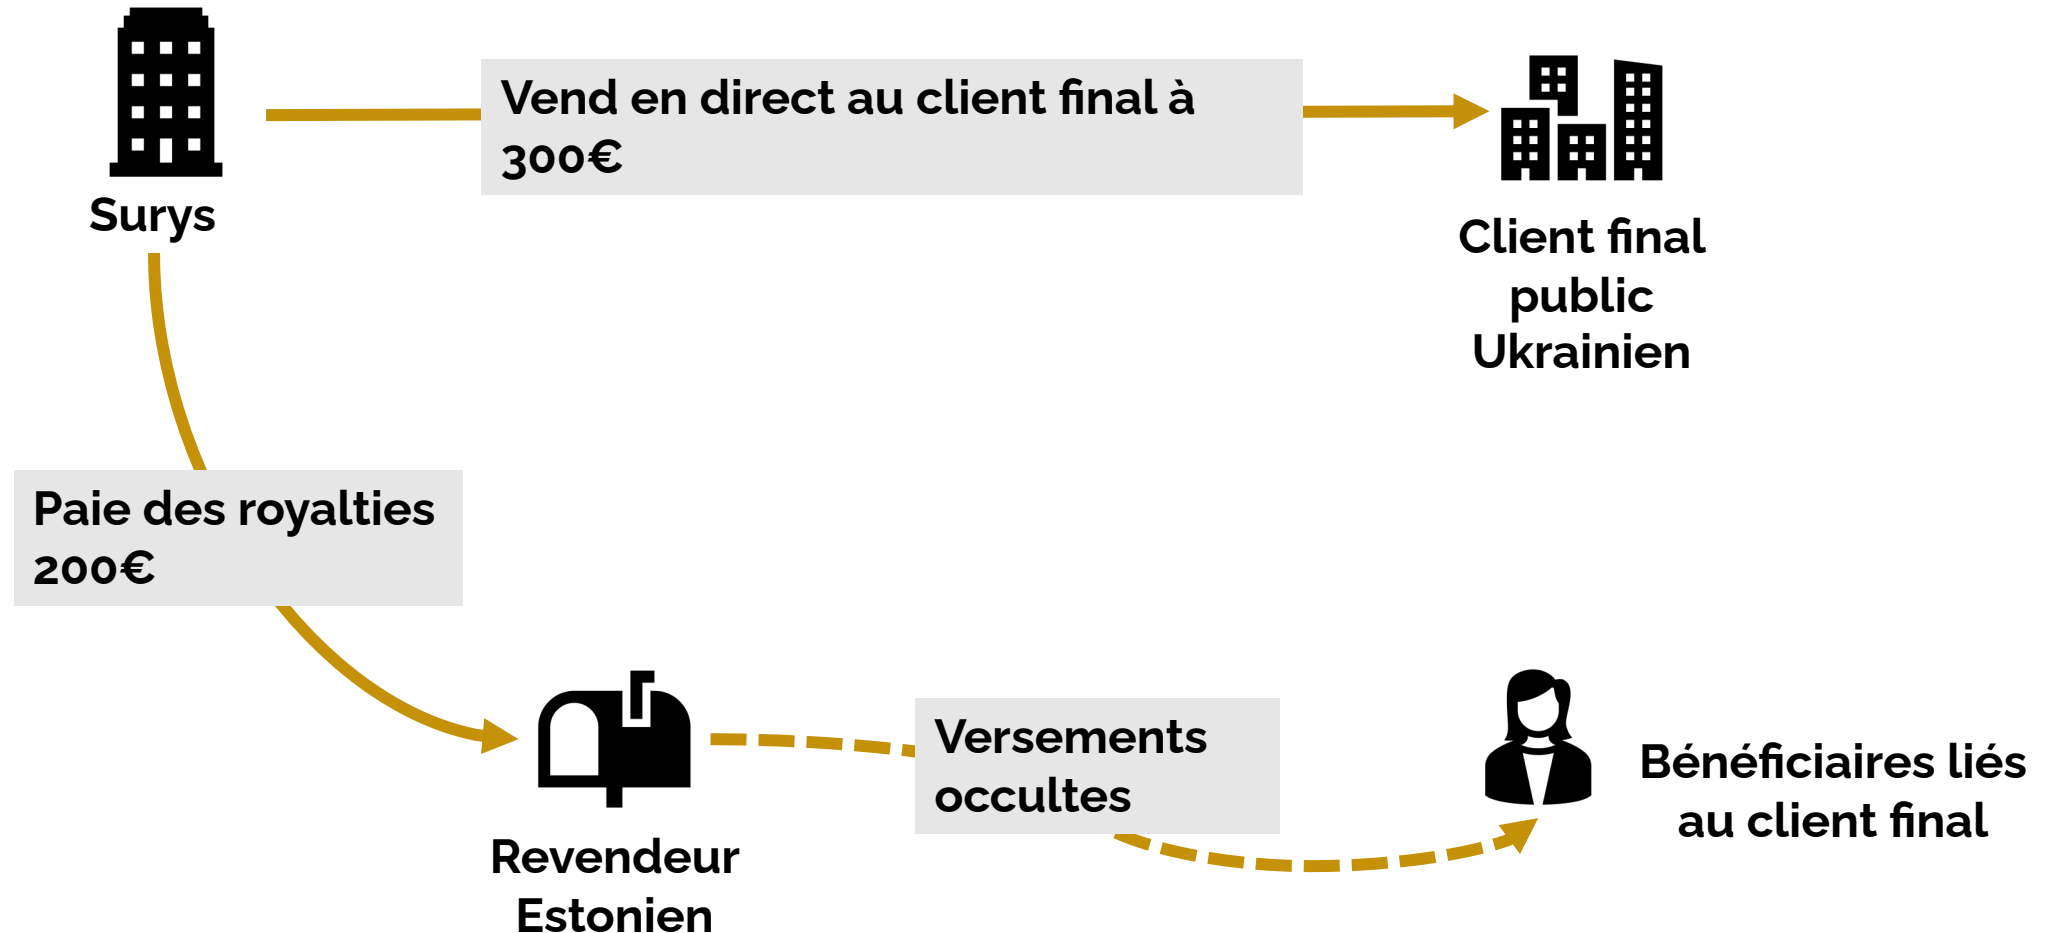 Vend en direct au client final à
300€
Surys
Client final
public
Ukrainien
Paie des royalties
200€
Versements
occultes
Bénéficiaires liés
au client final
Revendeur
Estonien